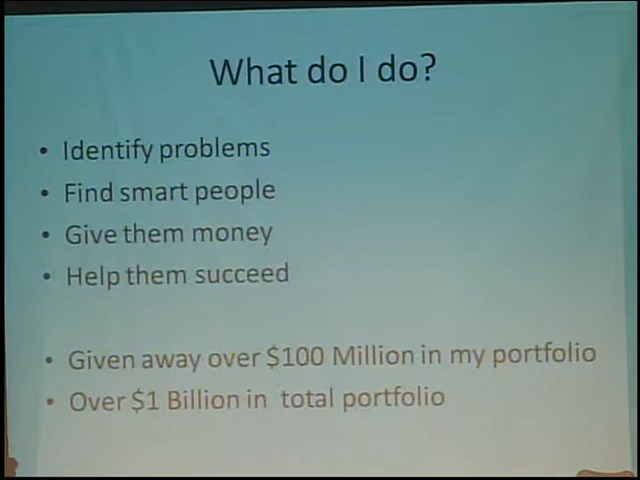 What do I do?
• Identify problems
• Find smart people
• Give them money
• Help them succeed
• Given away over $100 Million in my portfolio
• Over $1 Billion in total portfolio